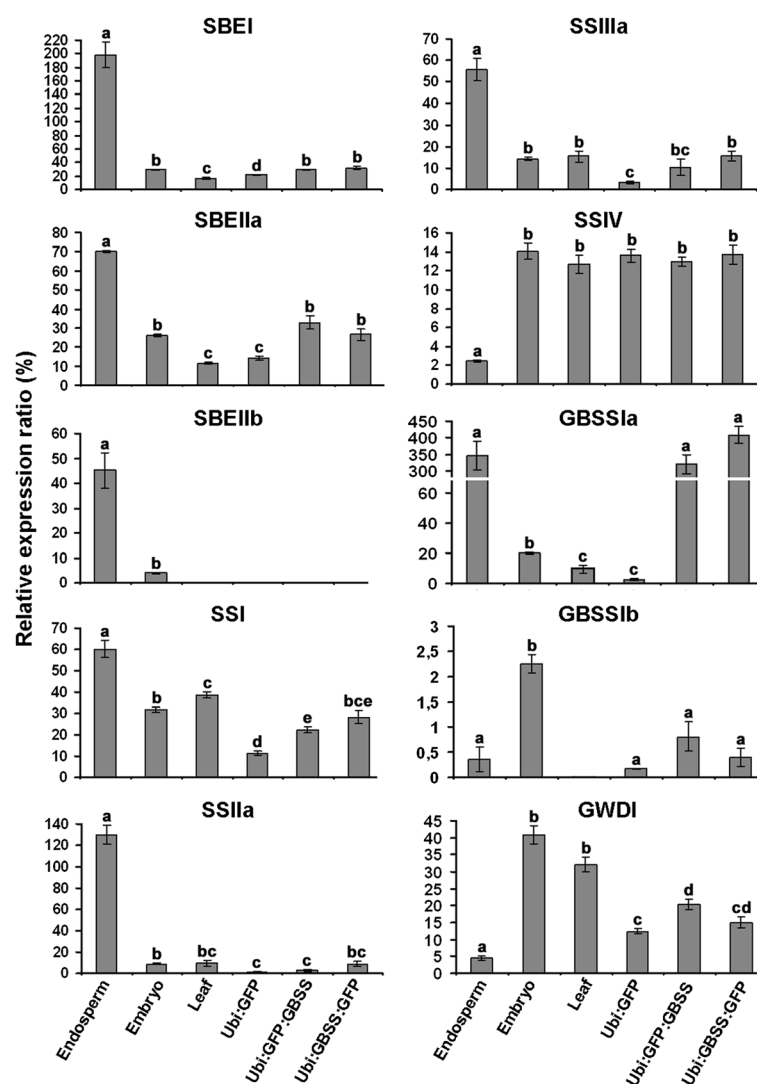 Relative expression ratio (%)
SBEI
220
200
180
160
140
120
100
80
60
40
20
0
a b c d b b
SBEIIa
80
70
60
50
40
30
20
10
0
a b c c b b
SBEIIb
60
50
40
30
20
10
0
a b
SSI
70
60
50
40
30
20
10
0
a b c d e bce
SSIIa
140
120
100
80
60
40
20
0
a b bc c c bc
Endosperm
Embryo
Leaf
Ubi:GFP
Ubi:GFP:GBSS
Ubi:GBSS:GFP
SSIIIa
70
60
50
40
30
20
10
0
a b b c bc b
SSIV
16
14
12
10
8
6
4
2
0
a b b b b b
GBSSIa
450
400
350
300
60
40
20
0
a b c c a a
GBSSIb
3
2,5
2
1,5
1
0,5
0
a b a a a
GWDI
45
40
35
30
25
20
15
10
5
0
a b b c d cd
Endosperm
Embryo
Leaf
Ubi:GFP
Ubi:GFP:GBSS
Ubi:GBSS:GFP